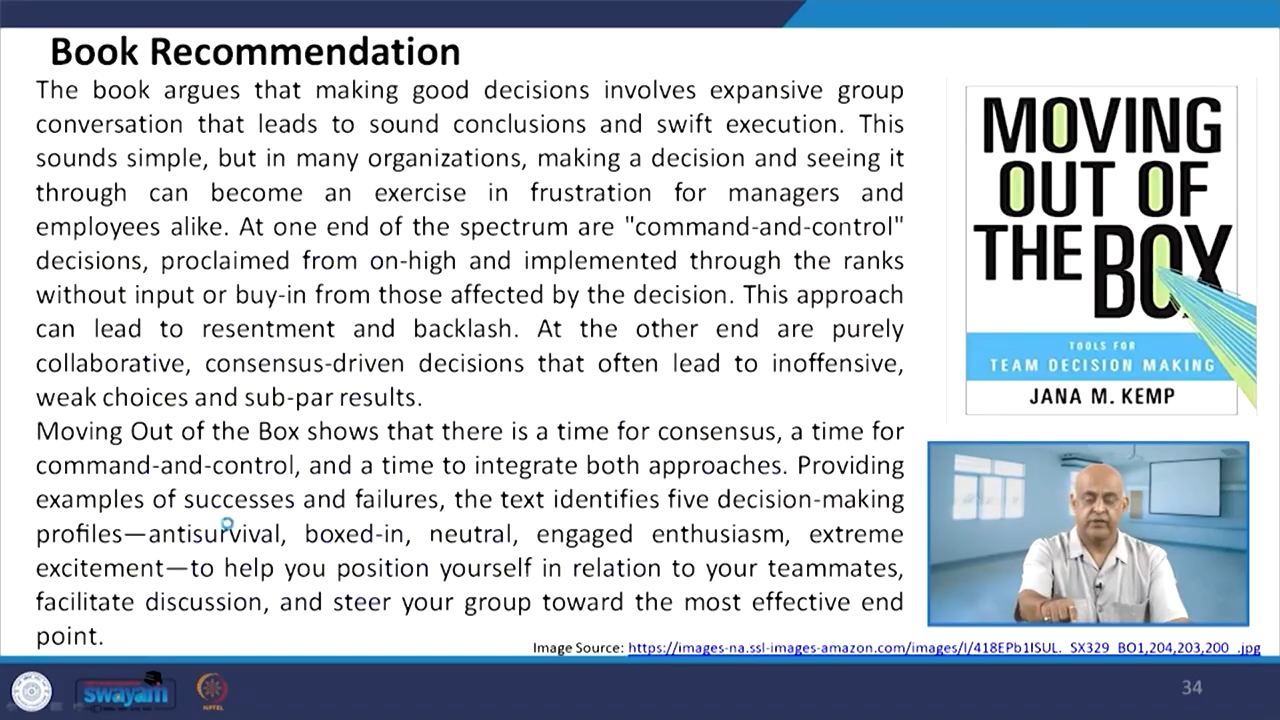 Book Recommendation
The book argues that making good decisions involves expansive group
conversation that leads to sound conclusions and swift execution. This
sounds simple, but in many organizations, making a decision and seeing it
through can become an exercise in frustration for managers and
employees alike. At one end of the spectrum are "command-and-control"
decisions, proclaimed from on-high and implemented through the ranks
without input or buy-in from those affected by the decision. This approach
can lead to resentment and backlash. At the other end are purely
collaborative, consensus-driven decisions that often lead to inoffensive,
weak choices and sub-par results.
Moving Out of the Box shows that there is a time for consensus, a time for
command-and-control, and a time to integrate both approaches. Providing
examples of successes and failures, the text identifies five decision-making
profiles—antisurvival, boxed-in, neutral, engaged enthusiasm, extreme
excitement—to help you position yourself in relation to your teammates,
facilitate discussion, and steer your group toward the most effective end
point.
MOVING
OUT OF
THE BOX
TOOLS FOR
TEAM DECISION MAKING
JANA M. KEMP
Image Source: https://images-na.ssl-images-amazon.com/images/I/418EPb1lSUL._SX329_BO1,204,203,200_.jpg
swayam
NPTEL
34